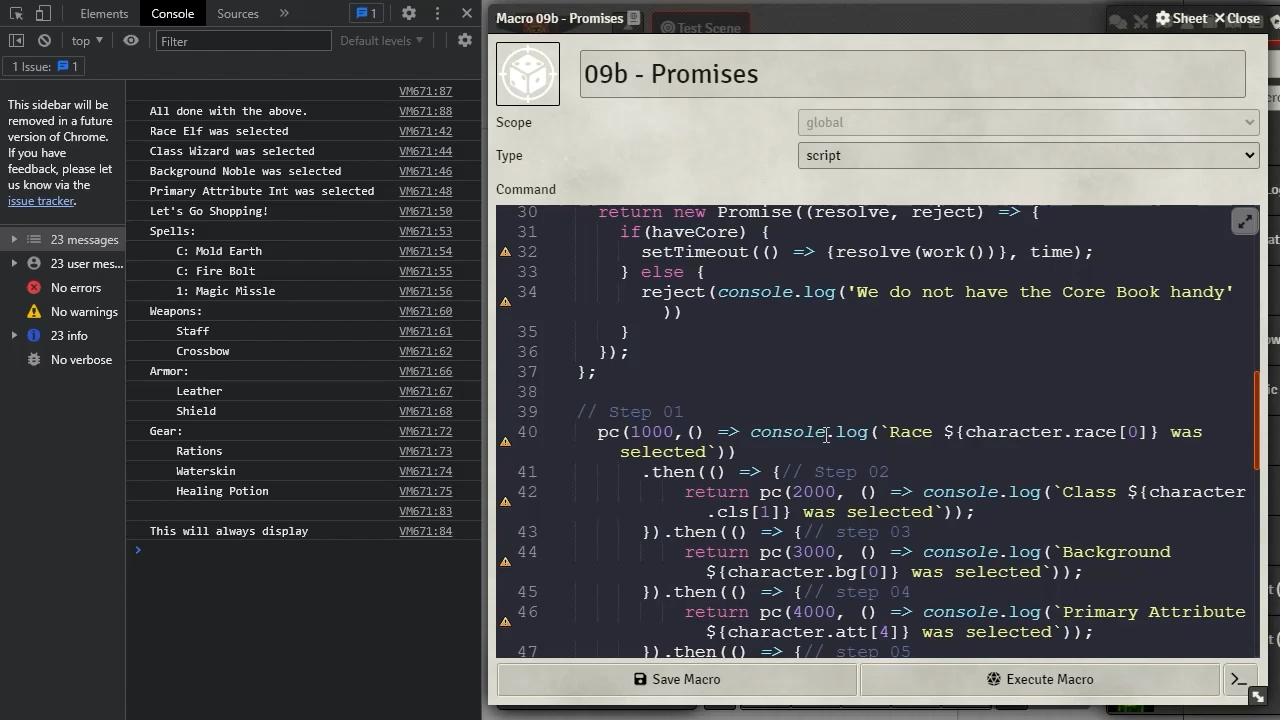 Elements
Console
Sources
1
top
Filter
Default levels
1 Issue: 1
This sidebar will be
removed in a future
version of Chrome.
If you have
feedback, please let
us know via the
issue tracker.
23 messages
23 user mes...
No errors
No warnings
23 info
No verbose
VM671:87
All done with the above. VM671:88
Race Elf was selected VM671:42
Class Wizard was selected VM671:44
Background Noble was selected VM671:46
Primary Attribute Int was selected VM671:48
Let's Go Shopping! VM671:50
Spells: VM671:53
C: Mold Earth VM671:54
C: Fire Bolt VM671:55
1: Magic Missle VM671:56
Weapons: VM671:60
Staff VM671:61
Crossbow VM671:62
Armor: VM671:66
Leather VM671:67
Shield VM671:68
Gear: VM671:72
Rations VM671:73
Waterskin VM671:74
Healing Potion VM671:75
VM671:83
This will always display VM671:84
Macro 09b - Promises
Test Scene
Sheet
Close
09b - Promises
Scope
global
Type
script
Command
30 return new Promise((resolve, reject) => {
31 if(haveCore) {
32 setTimeout(() => {resolve(work())}, time);
33 } else {
34 reject(console.log('We do not have the Core Book handy'
))
35 }
36 });
37 };
38
39 // Step 01
40 pc(1000,() => console.log(`Race ${character.race[0]} was
selected`))
41 .then(() => {// Step 02
42 return pc(2000, () => console.log(`Class ${character
.cls[1]} was selected`));
43 }).then(() => {// step 03
44 return pc(3000, () => console.log(`Background
${character.bg[0]} was selected`));
45 }).then(() => {// step 04
46 return pc(4000, () => console.log(`Primary Attribute
${character.att[4]} was selected`));
47 }).then(() => {// step 05
Save Macro
Execute Macro